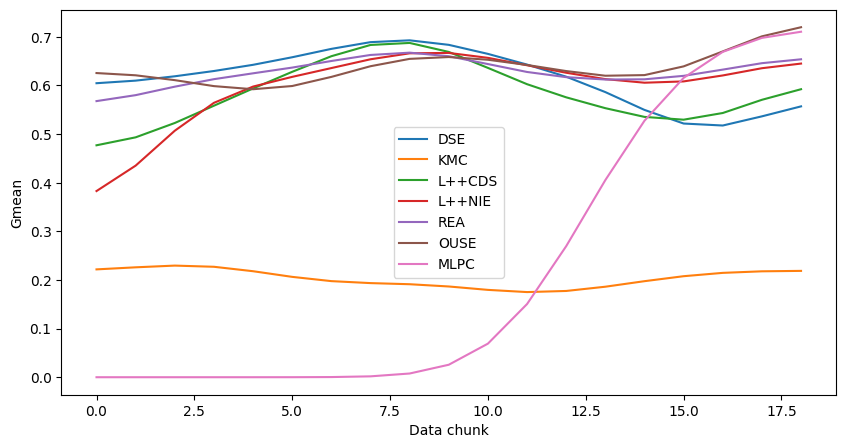 Gmean
0.7
0.6
0.5
0.4
0.3
0.2
0.1
0.0
DSE
KMC
L++CDS
L++NIE
REA
OUSE
MLPC
0.0 2.5 5.0 7.5 10.0 12.5 15.0 17.5
Data chunk